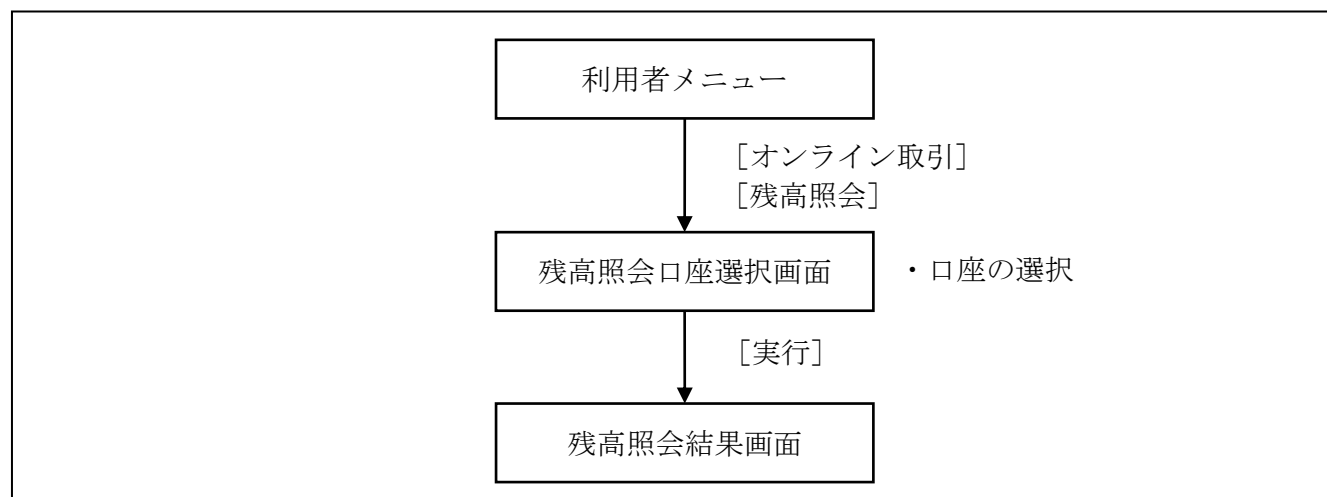 利用者メニュー
［オンライン取引］
［残高照会］
残高照会口座選択画面
・口座の選択
［実行］
残高照会結果画面